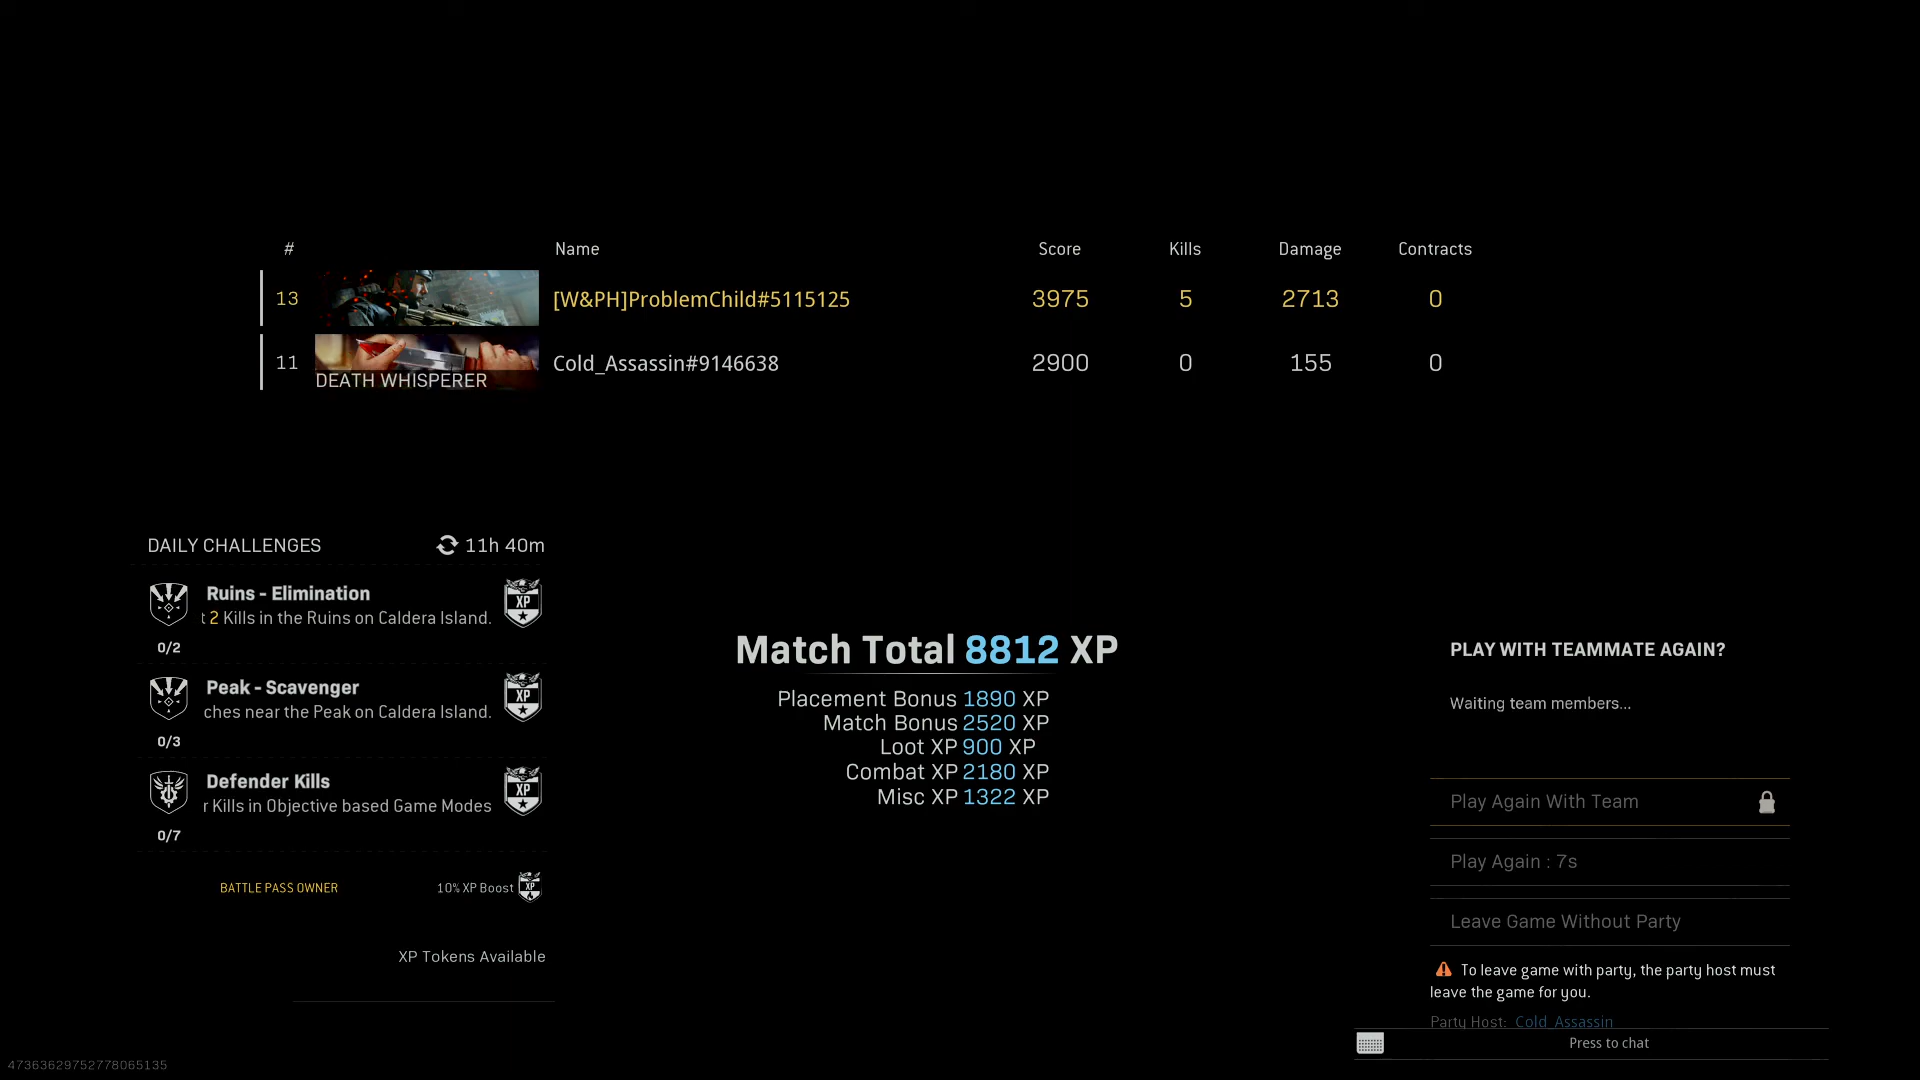 # Name Score Kills Damage Contracts
13 [W&PH]ProblemChild#5115125 3975 5 2713 0
11 DEATH WHISPERER Cold_Assassin#9146638 2900 0 155 0
DAILY CHALLENGES 11h 40m
Ruins - Elimination
t 2 Kills in the Ruins on Caldera Island.
XP
0/2
Peak - Scavenger
ches near the Peak on Caldera Island.
XP
0/3
Defender Kills
r Kills in Objective based Game Modes
XP
0/7
BATTLE PASS OWNER 10% XP Boost XP
XP Tokens Available
Match Total 8812 XP
Placement Bonus 1890 XP
Match Bonus 2520 XP
Loot XP 900 XP
Combat XP 2180 XP
Misc XP 1322 XP
PLAY WITH TEAMMATE AGAIN?
Waiting team members...
Play Again With Team
Play Again : 7s
Leave Game Without Party
To leave game with party, the party host must
leave the game for you.
Party Host: Cold_Assassin
Press to chat
47363629752778065135